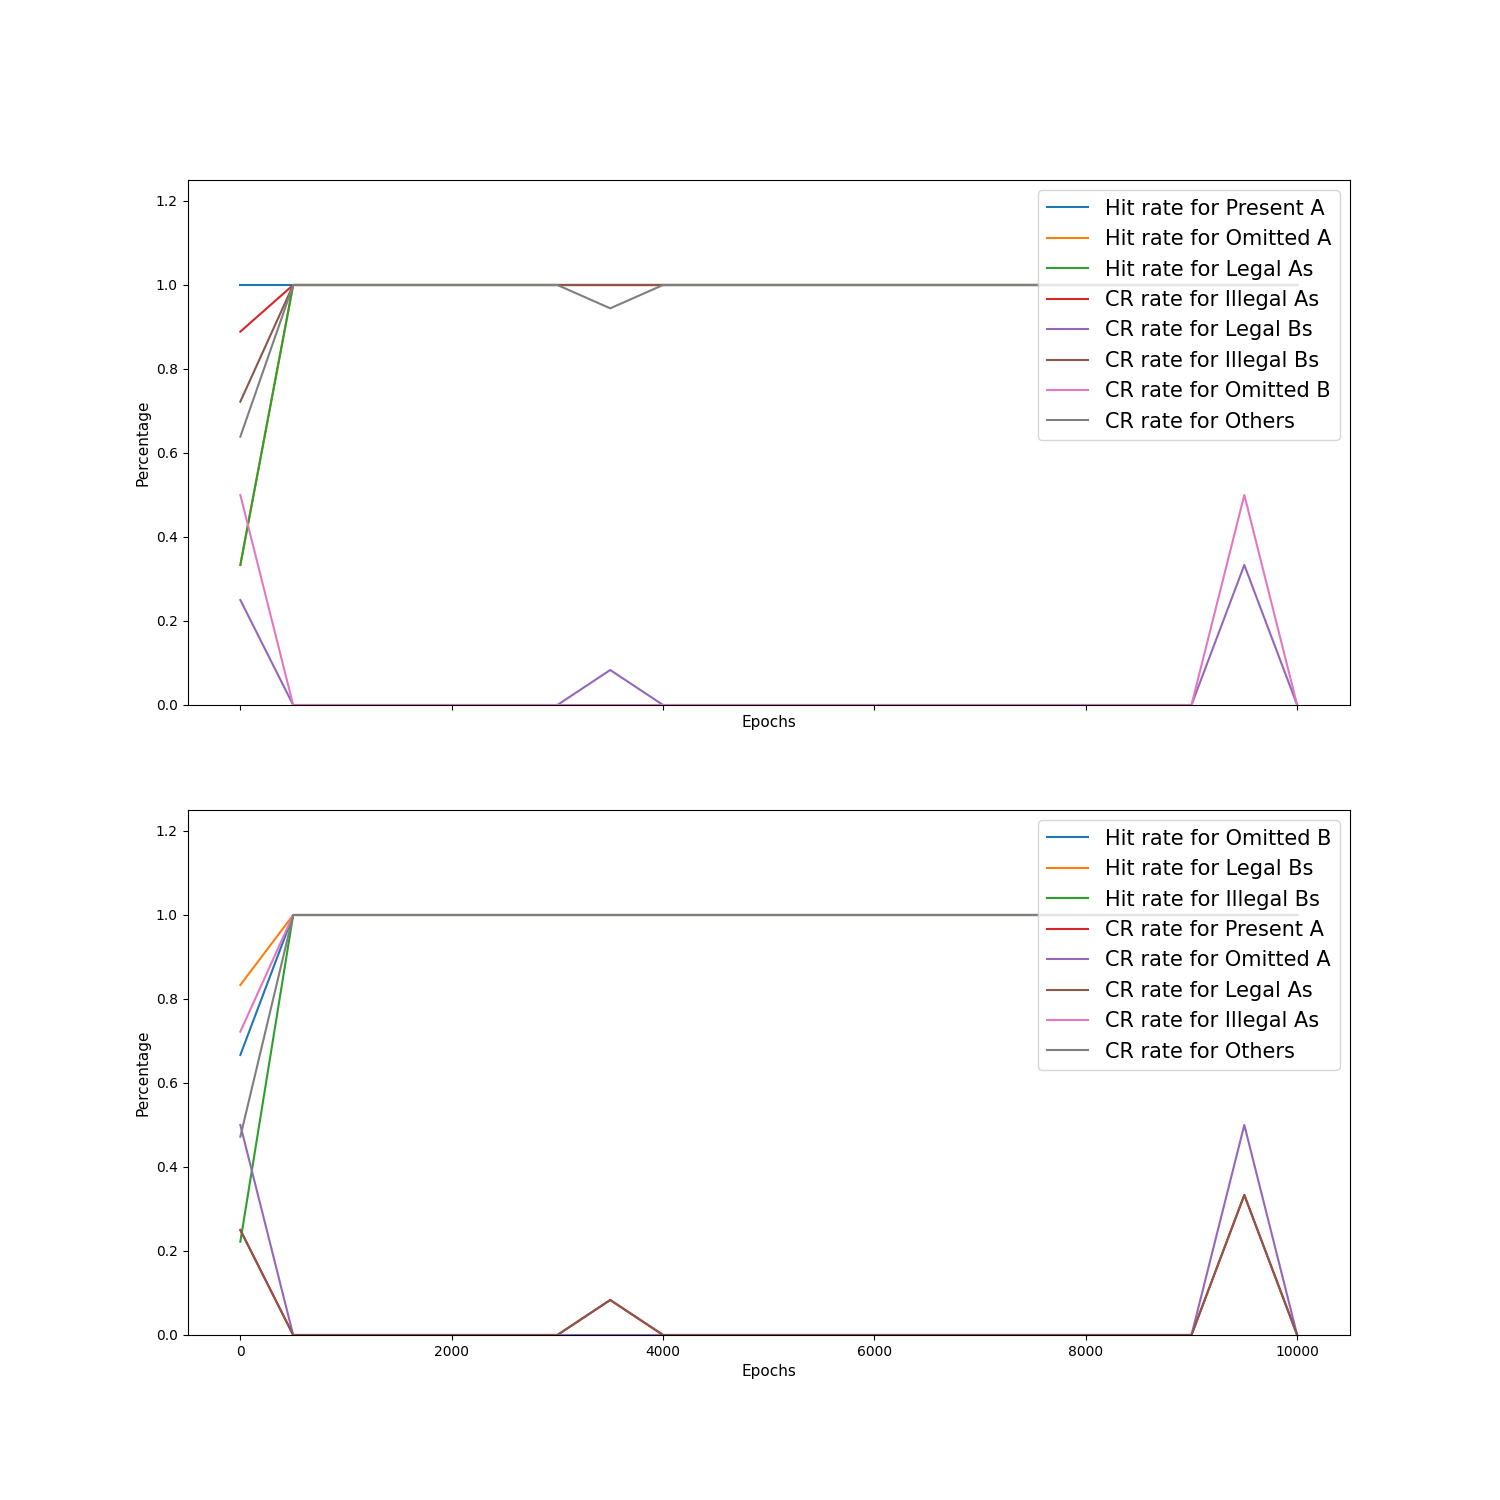 1.2
1.0
0.8
0.6
0.4
0.2
0.0
Percentage
Epochs
Hit rate for Present A
Hit rate for Omitted A
Hit rate for Legal As
CR rate for Illegal As
CR rate for Legal Bs
CR rate for Illegal Bs
CR rate for Omitted B
CR rate for Others
1.2
1.0
0.8
0.6
0.4
0.2
0.0
Percentage
0 2000 4000 6000 8000 10000
Epochs
Hit rate for Omitted B
Hit rate for Legal Bs
Hit rate for Illegal Bs
CR rate for Present A
CR rate for Omitted A
CR rate for Legal As
CR rate for Illegal As
CR rate for Others